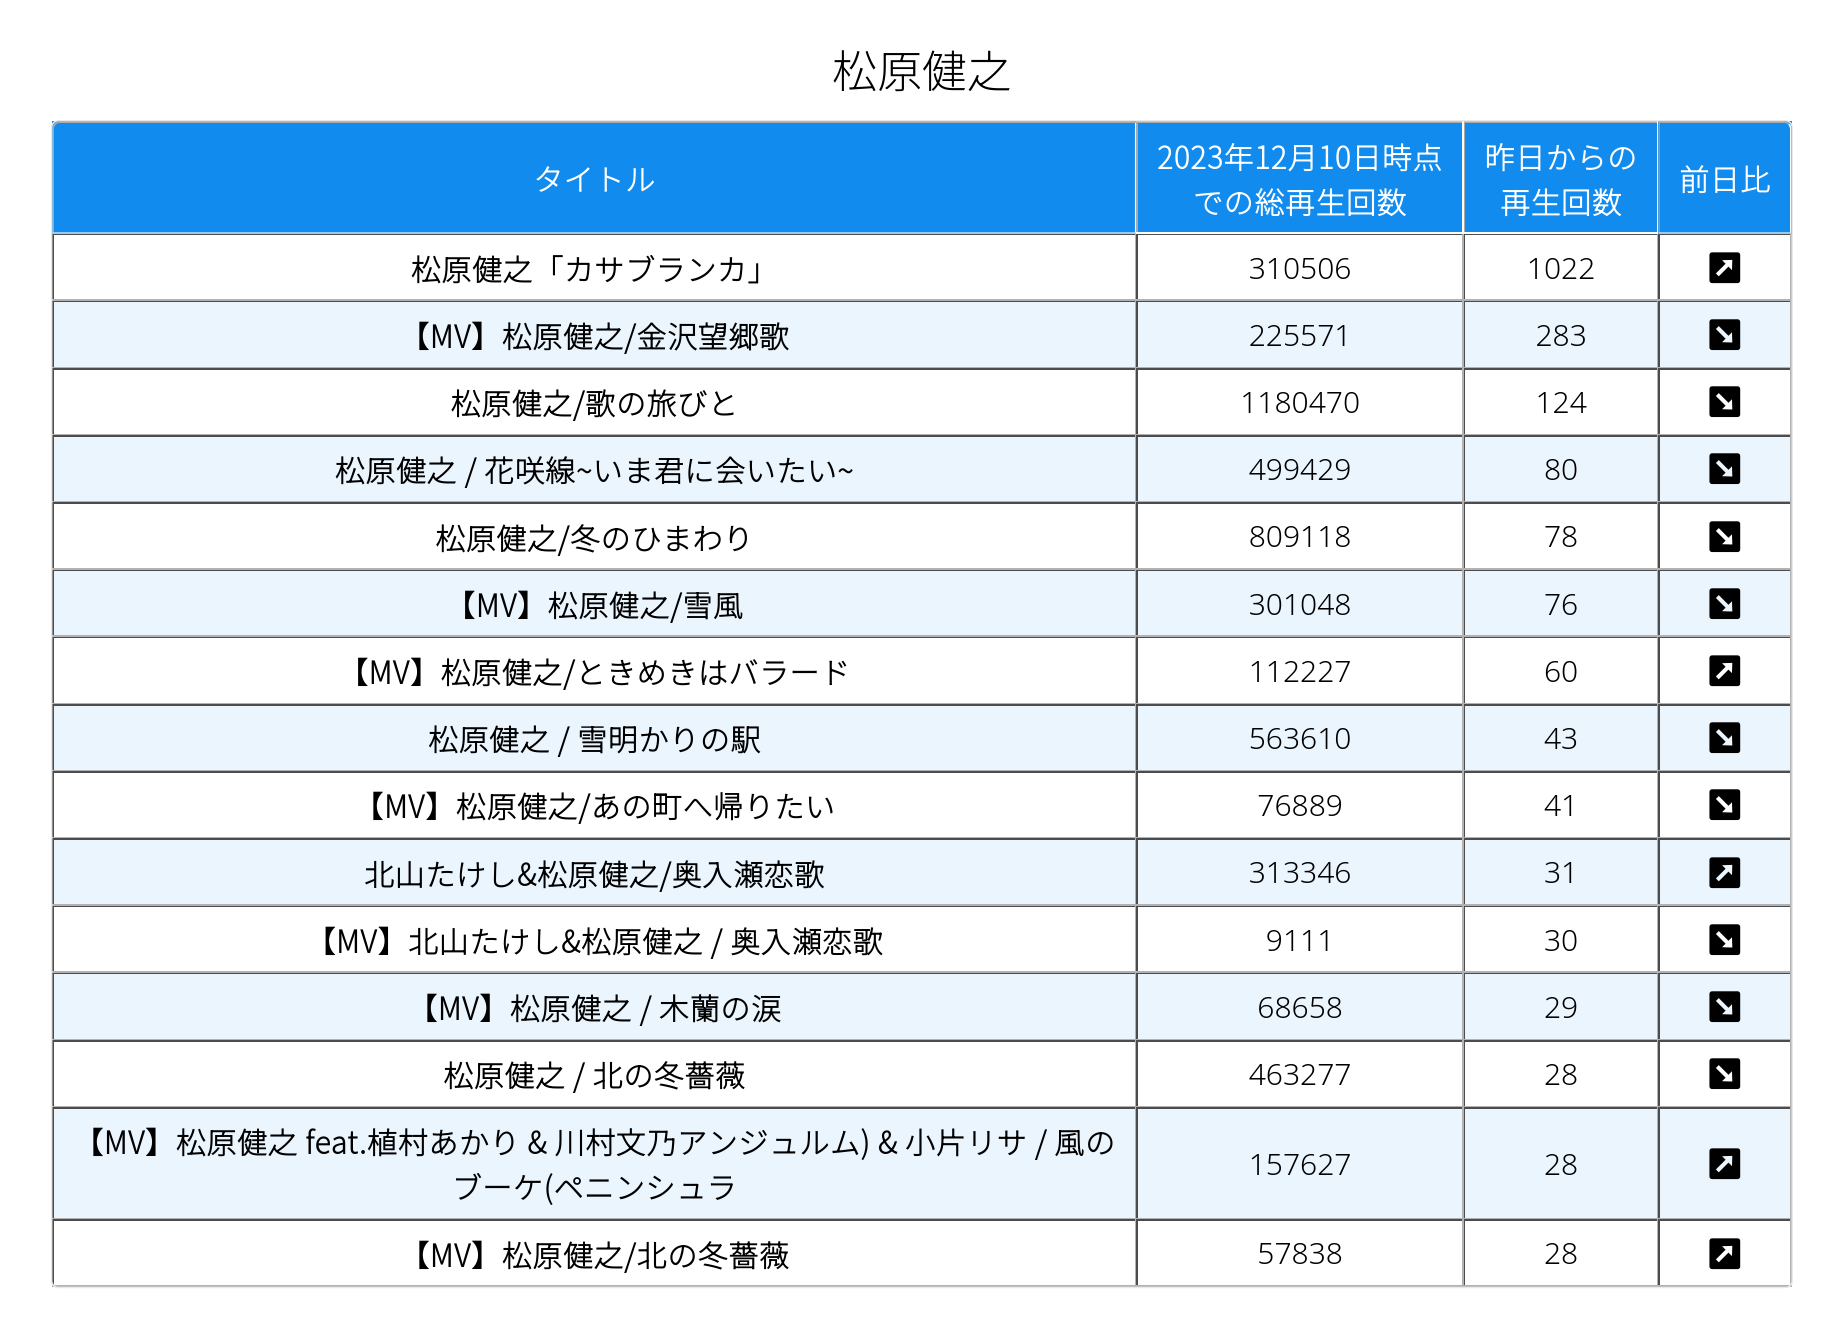 松原健之
タイトル
2023年12月10日時点
での総再生回数
昨日からの
再生回数
前日比
松原健之「カサブランカ」 310506 1022
【MV】松原健之/金沢望郷歌 225571 283
松原健之/歌の旅びと 1180470 124
松原健之 / 花咲線~いま君に会いたい~ 499429 80
松原健之/冬のひまわり 809118 78
【MV】松原健之/雪風 301048 76
【MV】松原健之/ときめきはバラード 112227 60
松原健之 / 雪明かりの駅 563610 43
【MV】松原健之/あの町へ帰りたい 76889 41
北山たけし&松原健之/奥入瀬恋歌 313346 31
【MV】北山たけし&松原健之 / 奥入瀬恋歌 9111 30
【MV】松原健之 / 木蘭の涙 68658 29
松原健之 / 北の冬薔薇 463277 28
【MV】松原健之 feat.植村あかり & 川村文乃アンジュルム) & 小片リサ / 風の
ブーケ(ペニンシュラ 157627 28
【MV】松原健之/北の冬薔薇 57838 28